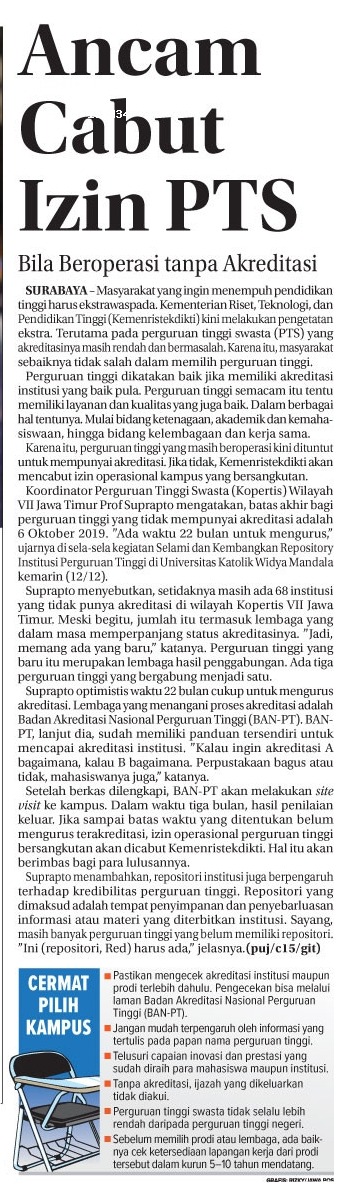 Ancam
Cabut
Izin PTS
Bila Beroperasi tanpa Akreditasi
SURABAYA – Masyarakat yang ingin menempuh pendidikan
tinggi harus ekstrawaspada. Kementerian Riset, Teknologi, dan
Pendidikan Tinggi (Kemenristekdikti) kini melakukan pengetatan
ekstra. Terutama pada perguruan tinggi swasta (PTS) yang
akreditasinya masih rendah dan bermasalah. Karena itu, masyarakat
sebaiknya tidak salah dalam memilih perguruan tinggi.
Perguruan tinggi dikatakan baik jika memiliki akreditasi
institusi yang baik pula. Perguruan tinggi semacam itu tentu
memiliki layanan dan kualitas yang juga baik. Dalam berbagai
hal tentunya. Mulai bidang ketenagaan, akademik dan kemaha-
siswaan, hingga bidang kelembagaan dan kerja sama.
Karena itu, perguruan tinggi yang masih beroperasi kini dituntut
untuk mempunyai akreditasi. Jika tidak, Kemenristekdikti akan
mencabut izin operasional kampus yang bersangkutan.
Koordinator Perguruan Tinggi Swasta (Kopertis) Wilayah
VII Jawa Timur Prof Suprapto mengatakan, batas akhir bagi
perguruan tinggi yang tidak mempunyai akreditasi adalah
6 Oktober 2019. "Ada waktu 22 bulan untuk mengurus,"
ujarnya di sela-sela kegiatan Selami dan Kembangkan Repository
Institusi Perguruan Tinggi di Universitas Katolik Widya Mandala
kemarin (12/12).
Suprapto menyebutkan, setidaknya masih ada 68 institusi
yang tidak punya akreditasi di wilayah Kopertis VII Jawa
Timur. Meski begitu, jumlah itu termasuk lembaga yang
dalam masa memperpanjang status akreditasinya. "Jadi,
memang ada yang baru," katanya. Perguruan tinggi yang
baru itu merupakan lembaga hasil penggabungan. Ada tiga
perguruan tinggi yang bergabung menjadi satu.
Suprapto optimistis waktu 22 bulan cukup untuk mengurus
akreditasi. Lembaga yang menangani proses akreditasi adalah
Badan Akreditasi Nasional Perguruan Tinggi (BAN-PT). BAN-
PT, lanjut dia, sudah memiliki panduan tersendiri untuk
mencapai akreditasi institusi. "Kalau ingin akreditasi A
bagaimana, kalau B bagaimana. Perpustakaan bagus atau
tidak, mahasiswanya juga," katanya.
Setelah berkas dilengkapi, BAN-PT akan melakukan site
visit ke kampus. Dalam waktu tiga bulan, hasil penilaian
keluar. Jika sampai batas waktu yang ditentukan belum
mengurus terakreditasi, izin operasional perguruan tinggi
bersangkutan akan dicabut Kemenristekdikti. Hal itu akan
berimbas bagi para lulusannya.
Suprapto menambahkan, repositori institusi juga berpengaruh
terhadap kredibilitas perguruan tinggi. Repositori yang
dimaksud adalah tempat penyimpanan dan penyebarluasan
informasi atau materi yang diterbitkan institusi. Sayang,
masih banyak perguruan tinggi yang belum memiliki repositori.
"Ini (repositori, Red) harus ada," jelasnya.(puj/c15/git)
CERMAT
PILIH
KAMPUS
Pastikan mengecek akreditasi institusi maupun
prodi terlebih dahulu. Pengecekan bisa melalui
laman Badan Akreditasi Nasional Perguruan
Tinggi (BAN-PT).
Jangan mudah terpengaruh oleh informasi yang
tertulis pada papan nama perguruan tinggi.
Telusuri capaian inovasi dan prestasi yang
sudah diraih para mahasiswa maupun institusi.
Tanpa akreditasi, ijazah yang dikeluarkan
tidak diakui.
Perguruan tinggi swasta tidak selalu lebih
rendah daripada perguruan tinggi negeri.
Sebelum memilih prodi atau lembaga, ada baik-
nya cek ketersediaan lapangan kerja dari prodi
tersebut dalam kurun 5–10 tahun mendatang.
GRAFIS: RIZKY/JAWA POS